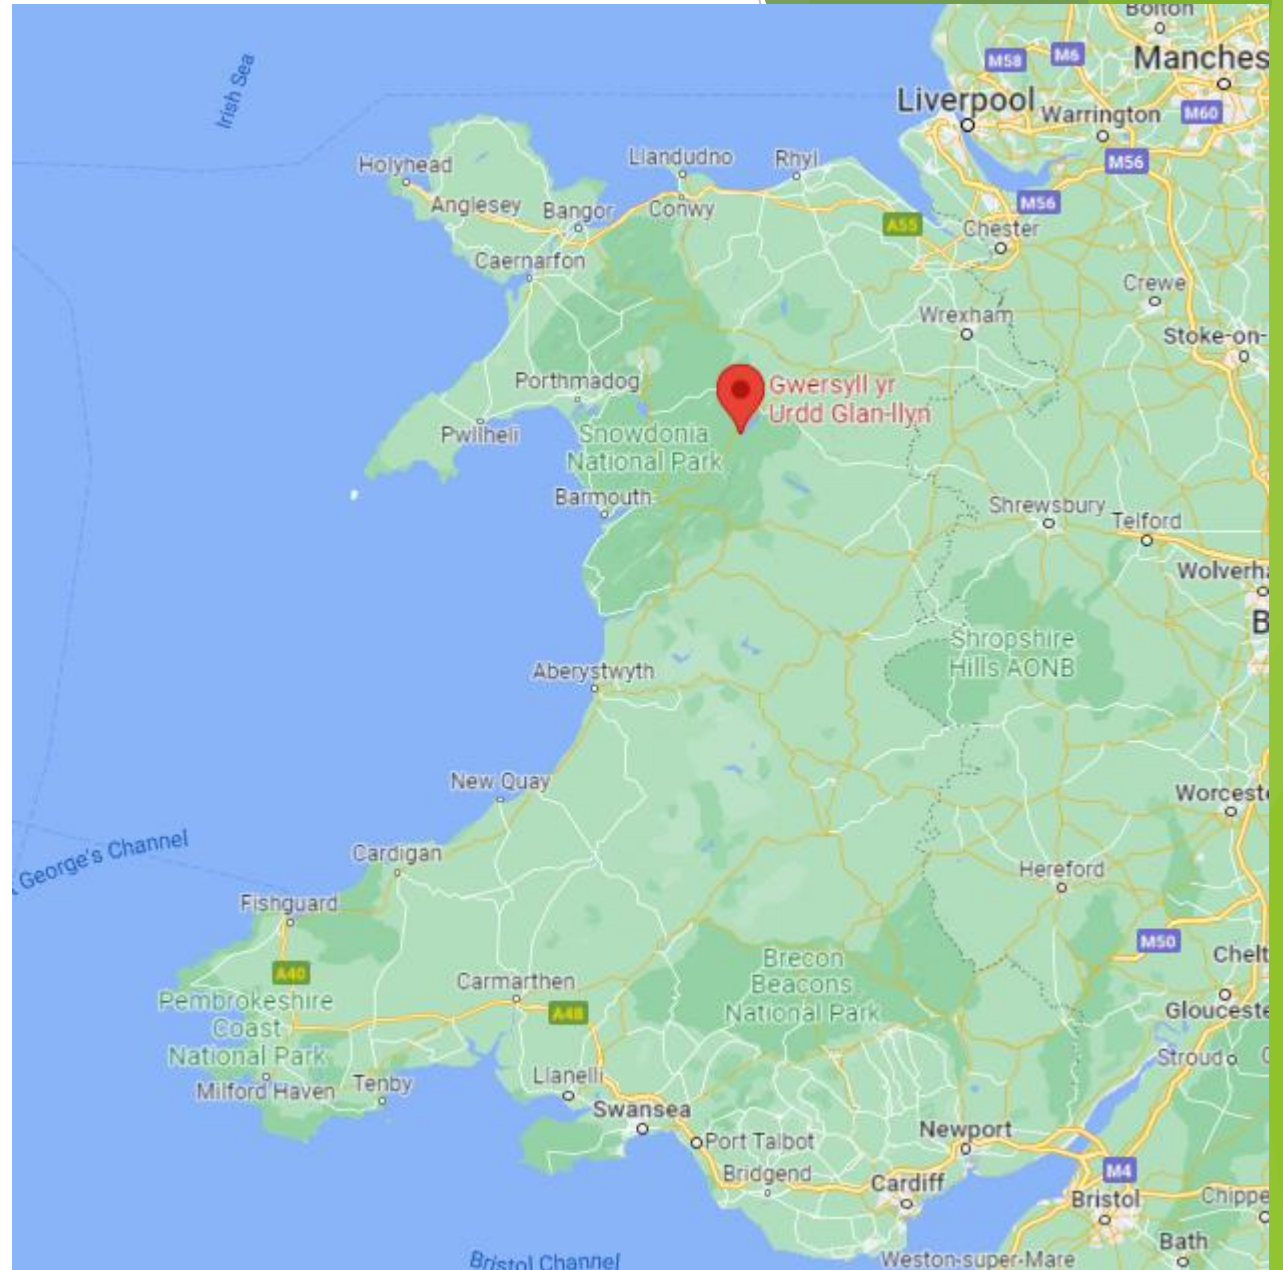 Bolton
M6
M58
Manches
Liverpool
Warrington
M60
Irish Sea
M56
Holyhead
Llandudno
Rhyl
M56
Anglesey
Bangor
Conwy
A55
Chester
Caernarfon
Crewe
Wrexham
Stoke-on-
Porthmadog
Gwersyll yr
Urdd Glan-llyn
Pwllheli
Snowdonia
National Park
Barmouth
Shrewsbury
Telford
Wolverha
B
Shropshire
Hills AONB
Aberystwyth
New Quay
Worceste
George's Channel
Cardigan
Hereford
Fishguard
M50
Brecon
Beacons
National Park
Chelt
A40
Carmarthen
Pembrokeshire
Coast
National Park
A48
Glouceste
Stroud
Milford Haven
Tenby
Llanelli
Swansea
Port Talbot
Newport
Bridgend
M4
Cardiff
Bristol
Chippe
Bath
Bristol Channel
Weston-super-Mare